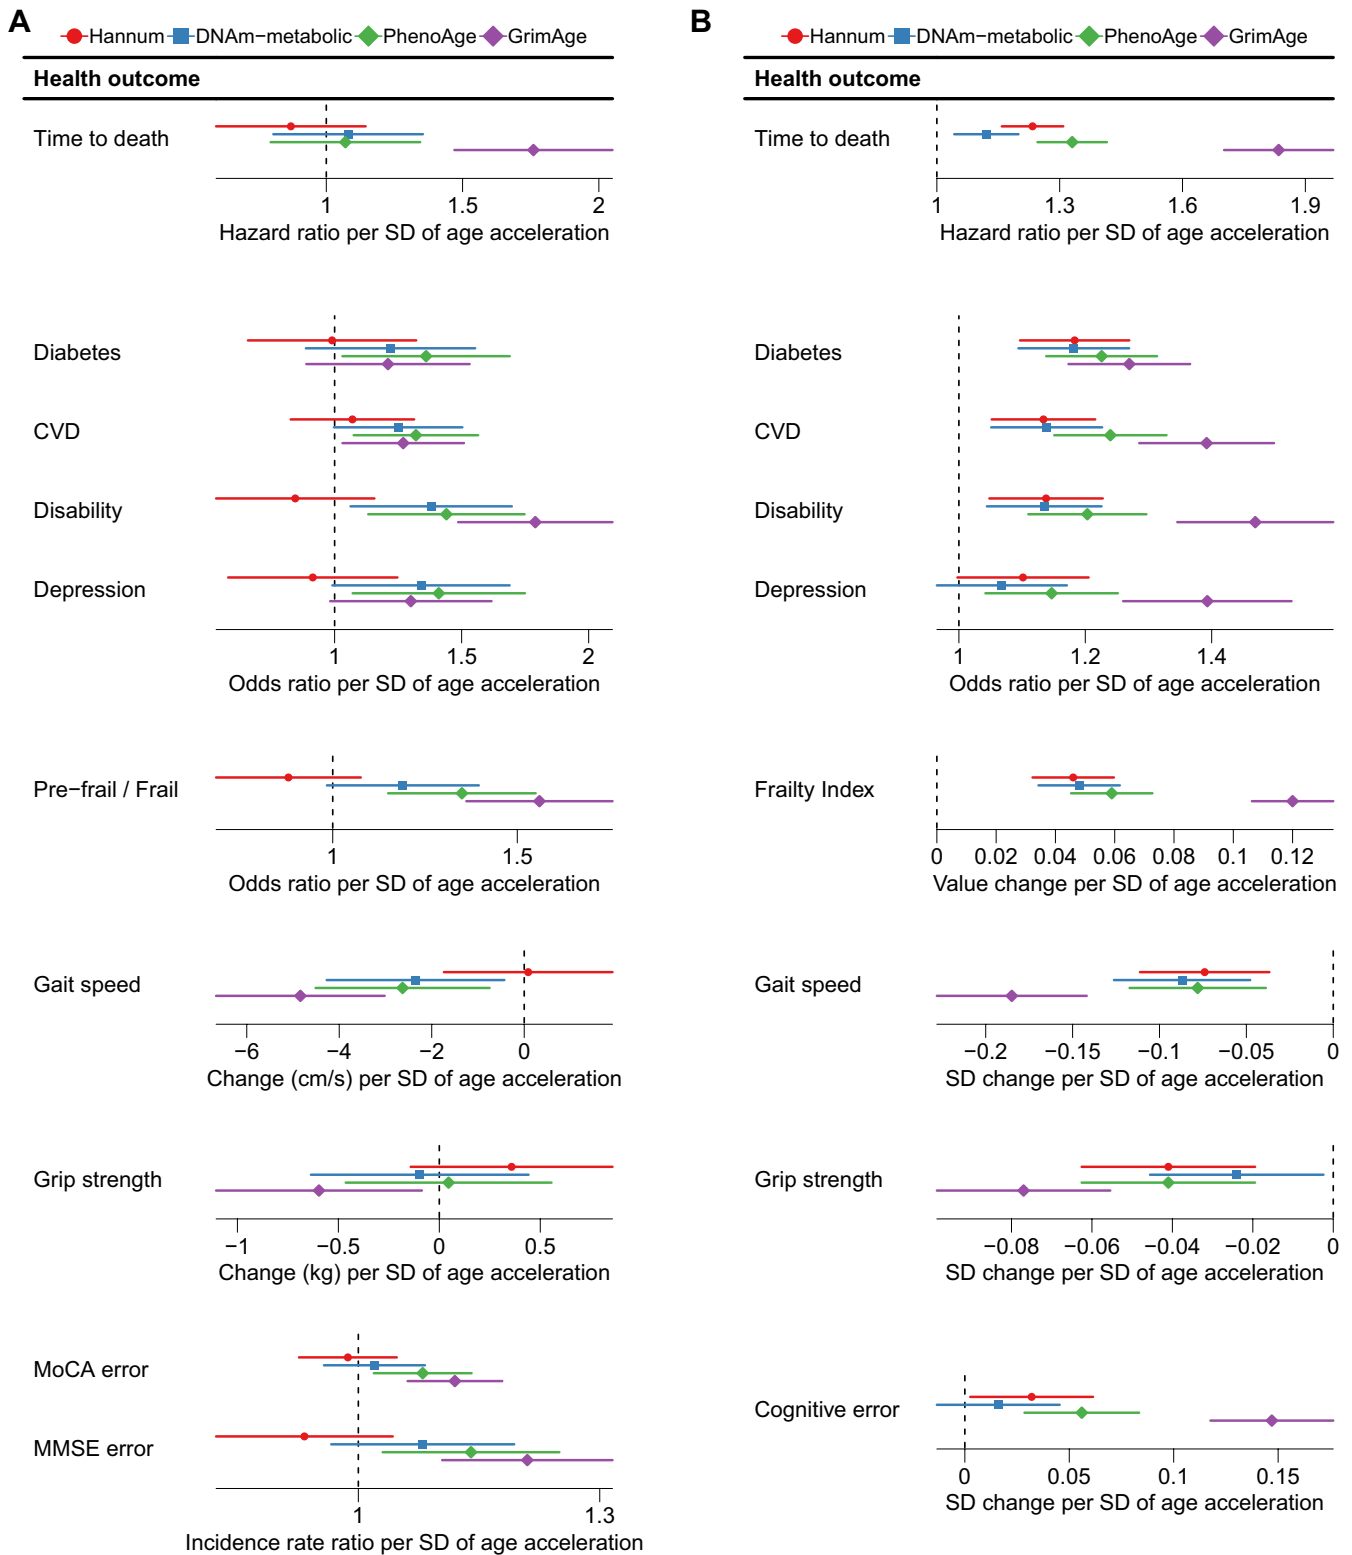 A
Hannum DNAm−metabolic PhenoAge GrimAge
Health outcome
Time to death
1 1.5 2
Hazard ratio per SD of age acceleration
Diabetes
CVD
Disability
Depression
1 1.5 2
Odds ratio per SD of age acceleration
Pre−frail / Frail
1 1.5
Odds ratio per SD of age acceleration
Gait speed
−6 −4 −2 0
Change (cm/s) per SD of age acceleration
Grip strength
−1 −0.5 0 0.5
Change (kg) per SD of age acceleration
MoCA error
MMSE error
1 1.3
Incidence rate ratio per SD of age acceleration
B
Hannum DNAm−metabolic PhenoAge GrimAge
Health outcome
Time to death
1 1.3 1.6 1.9
Hazard ratio per SD of age acceleration
Diabetes
CVD
Disability
Depression
1 1.2 1.4
Odds ratio per SD of age acceleration
Frailty Index
0 0.02 0.04 0.06 0.08 0.1 0.12
Value change per SD of age acceleration
Gait speed
−0.2 −0.15 −0.1 −0.05 0
SD change per SD of age acceleration
Grip strength
−0.08 −0.06 −0.04 −0.02 0
SD change per SD of age acceleration
Cognitive error
0 0.05 0.1 0.15
SD change per SD of age acceleration